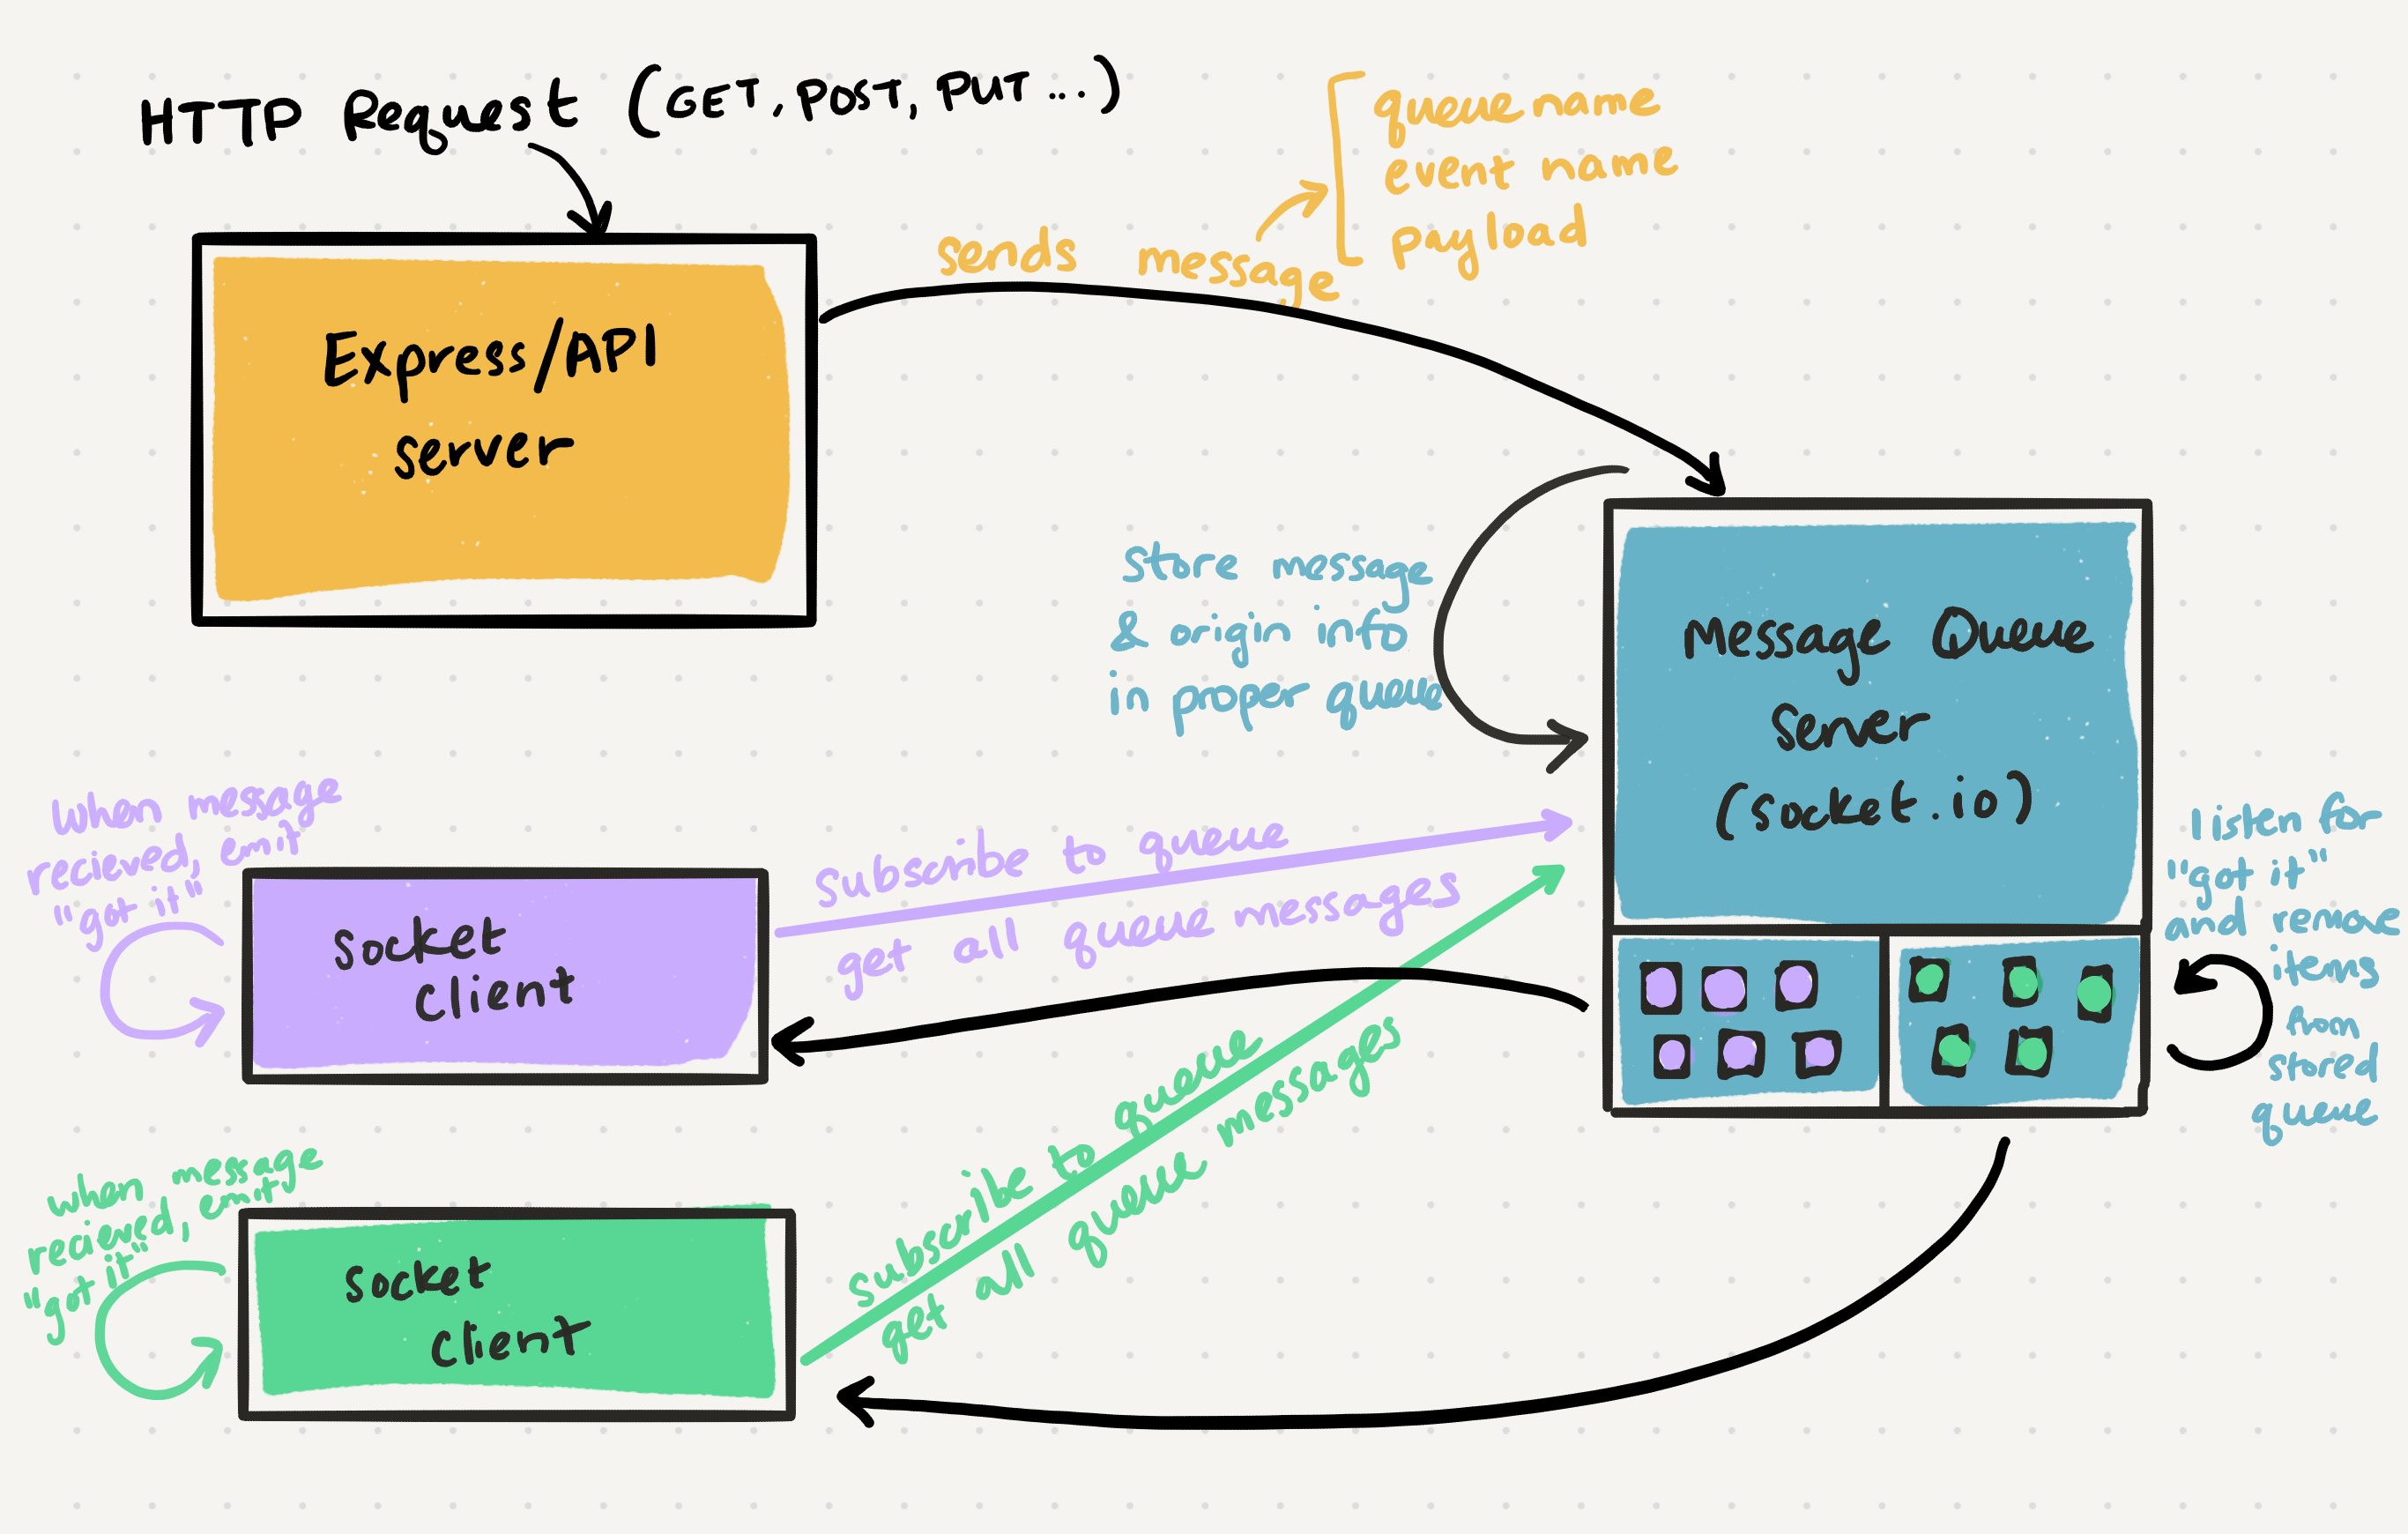 HTTP Request (GET, POST, PUT...)
queue name
event name
payload
sends message
Express/API
server
store message
& origin info
in proper queue
Message Queue
Server
(socket.io)
When message
recieved, emit
"got it"
subscribe to queue
get all queue messages
socket
client
listen for
"got it"
and remove
items
from
stored
queue
when message
recieved, emit
"got it"
subscribe to queue
get all queue messages
socket
client